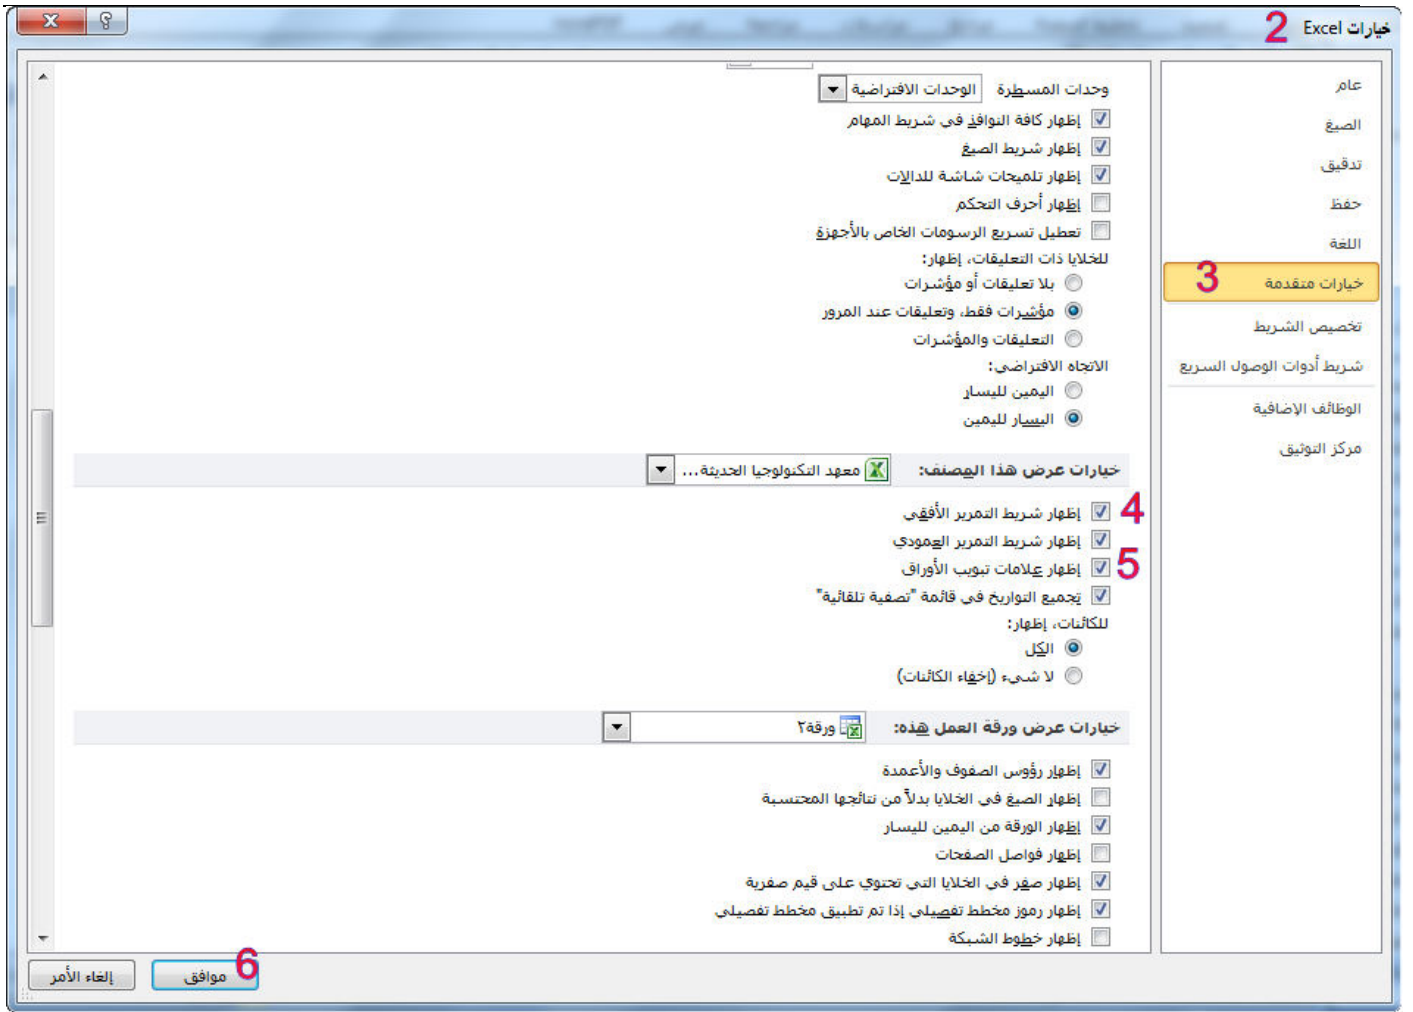 خيارات Excel 2
عام
الصيغ
تدقيق
حفظ
اللغة
خيارات متقدمة 3
تخصيص الشريط
شريط أدوات الوصول السريع
الوظائف الإضافية
مركز التوثيق
وحدات المسطرة الوحدات الافتراضية
إظهار كافة النوافذ في شريط المهام
إظهار شريط الصيغ
إظهار تلميحات شاشة للدالات
إظهار أحرف التحكم
تعطيل تسريع الرسومات الخاص بالأجهزة
للخلايا ذات التعليقات، إظهار:
بلا تعليقات أو مؤشرات
مؤشرات فقط، وتعليقات عند المرور
التعليقات والمؤشرات
الاتجاه الافتراضي:
اليمين لليسار
اليسار لليمين
خيارات عرض هذا المصنف: معهد التكنولوجيا الحديثة...
4 إظهار شريط التمرير الأفقي
إظهار شريط التمرير العمودي
5 إظهار علامات تبويب الأوراق
تجميع التواريخ في قائمة "تصفية تلقائية"
للكائنات، إظهار:
الكل
لا شيء (إخفاء الكائنات)
خيارات عرض ورقة العمل هذه: ورقة٢
إظهار رؤوس الصفوف والأعمدة
إظهار الصيغ في الخلايا بدلاً من نتائجها المحتسبة
إظهار الورقة من اليمين لليسار
إظهار فواصل الصفحات
إظهار صفر في الخلايا التي تحتوي على قيم صفرية
إظهار رموز مخطط تفصيلي إذا تم تطبيق مخطط تفصيلي
إظهار خطوط الشبكة
6 موافق
إلغاء الأمر